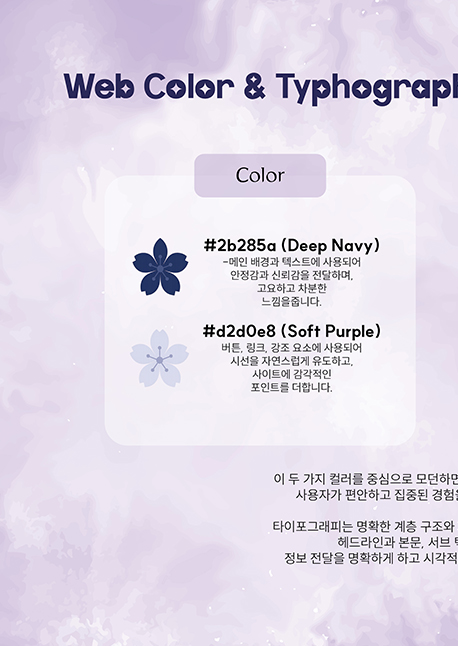 Web Color & Typhograph
Color
#2b285a (Deep Navy)
-메인 배경과 텍스트에 사용되어
안정감과 신뢰감을 전달하며,
고요하고 차분한
느낌을줍니다.
#d2d0e8 (Soft Purple)
버튼, 링크, 강조 요소에 사용되어
시선을 자연스럽게 유도하고,
사이트에 감각적인
포인트를 더합니다.
이 두 가지 컬러를 중심으로 모던하면
사용자가 편안하고 집중된 경험을
타이포그래피는 명확한 계층 구조와
헤드라인과 본문, 서브
정보 전달을 명확하게 하고 시각적